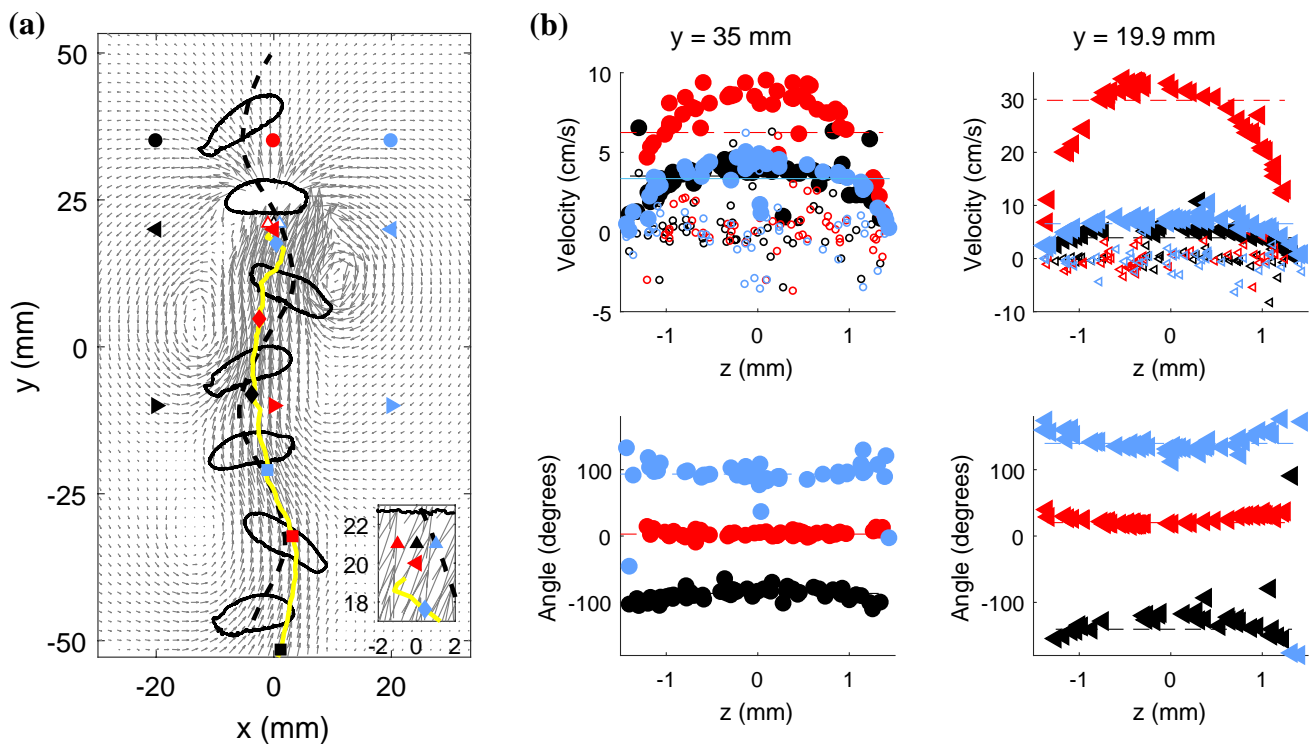 (a)
50
25
0
-25
-50
y (mm)
-20
0
20
x (mm)
22
20
18
-2
0
2
(b)
y = 35 mm
10
5
0
-5
Velocity (cm/s)
-1
0
1
z (mm)
y = 19.9 mm
30
20
10
0
-10
Velocity (cm/s)
-1
0
1
z (mm)
100
0
-100
Angle (degrees)
-1
0
1
z (mm)
100
0
-100
Angle (degrees)
-1
0
1
z (mm)